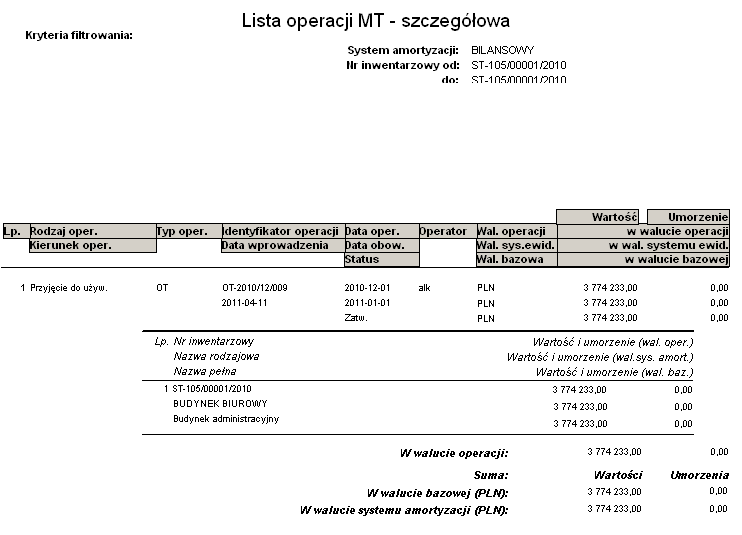 Lista operacji MT - szczegółowa
Kryteria filtrowania:
System amortyzacji: BILANSOWY
Nr inwentarzowy od: ST-105/00001/2010
do: ST-105/00001/2010
Wartość Umorzenie
Lp. Rodzaj oper. Typ oper. Identyfikator operacji Data oper. Operator Wal. operacji w walucie operacji
Kierunek oper. Data wprowadzenia Data obow. Wal. sys.ewid. w wal. systemu ewid.
Status Wal. bazowa w walucie bazowej
1 Przyjęcie do używ. OT OT-2010/12/009 2010-12-01 alk PLN 3 774 233,00 0,00
2011-04-11 2011-01-01 PLN 3 774 233,00 0,00
Zatw. PLN 3 774 233,00 0,00
Lp. Nr inwentarzowy Wartość i umorzenie (wal. oper.)
Nazwa rodzajowa Wartość i umorzenie (wal.sys. amort.)
Nazwa pełna Wartość i umorzenie (wal. baz.)
1 ST-105/00001/2010 3 774 233,00 0,00
BUDYNEK BIUROWY 3 774 233,00 0,00
Budynek administracyjny 3 774 233,00 0,00
W walucie operacji: 3 774 233,00 0,00
Suma: Wartości Umorzenia
W walucie bazowej (PLN): 3 774 233,00 0,00
W walucie systemu amortyzacji (PLN): 3 774 233,00 0,00